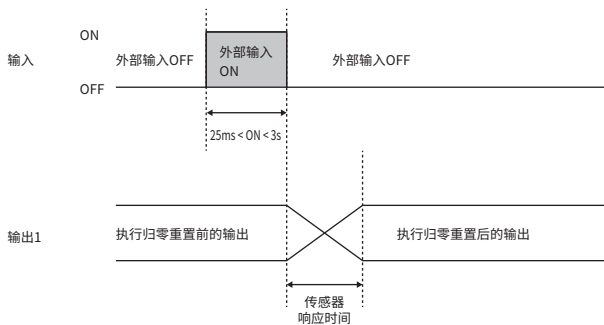 ON
输入
外部输入OFF
外部输入
ON
外部输入OFF
OFF
25ms < ON < 3s
输出1
执行归零重置前的输出
执行归零重置后的输出
传感器
响应时间